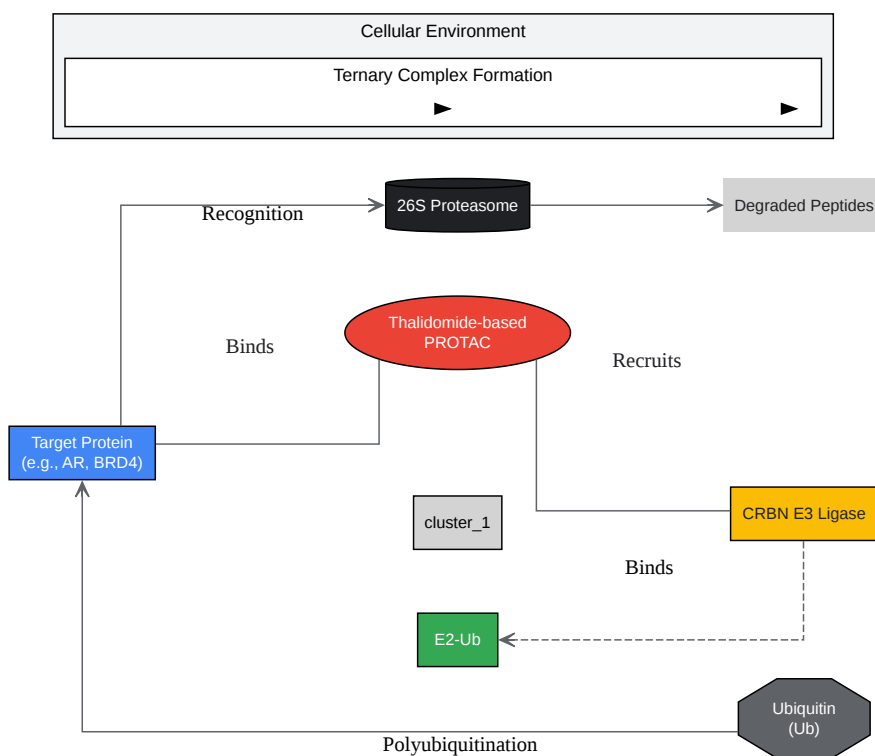 Cellular Environment
Ternary Complex Formation
26S Proteasome
Degraded Peptides
Recognition
Thalidomide-based
PROTAC
Binds
Recruits
Target Protein
(e.g., AR, BRD4)
cluster_1
CRBN E3 Ligase
Binds
E2-Ub
Ubiquitin
(Ub)
Polyubiquitination